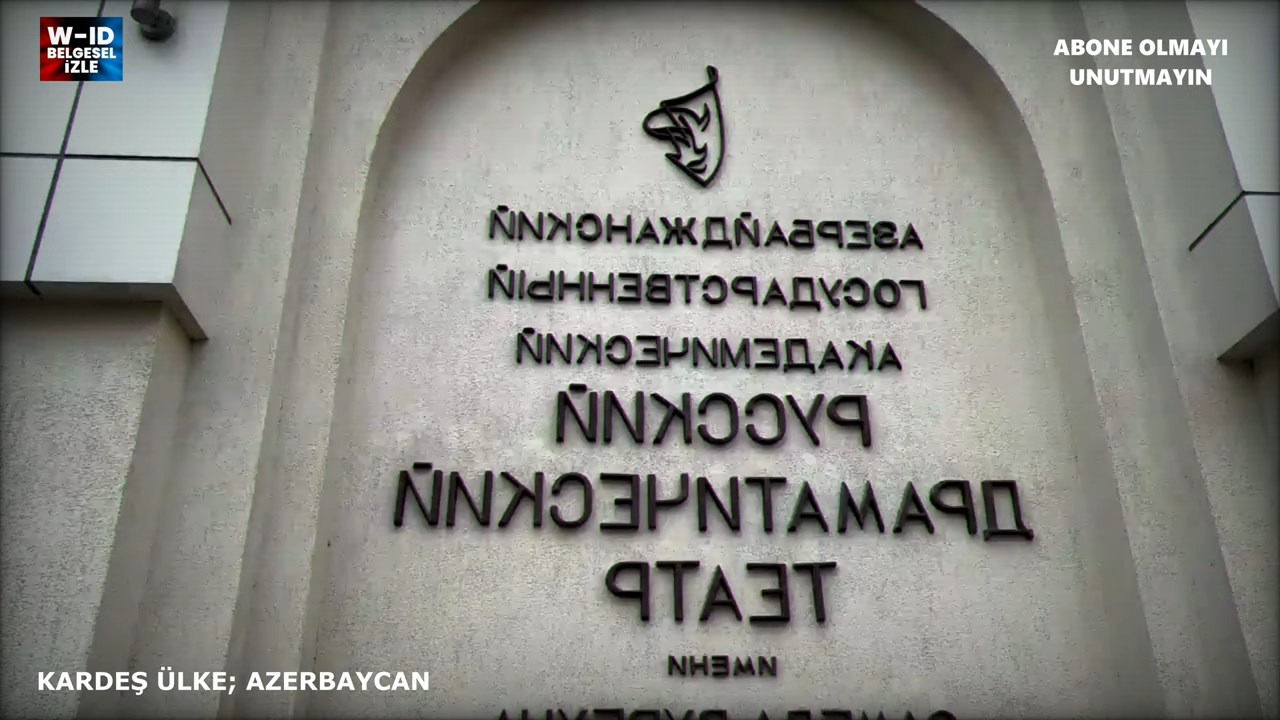 W-ID
BELGESEL
İZLE
ABONE OLMAYI
UNUTMAYIN
АЗЕРБАЙДЖАНСКИЙ
ГОСУДАРСТВЕННЫЙ
АКАДЕМИЧЕСКИЙ
РУССКИЙ
ДРАМАТИЧЕСКИЙ
ТЕАТР
ИМЕНИ
KARDEŞ ÜLKE; AZERBAYCAN